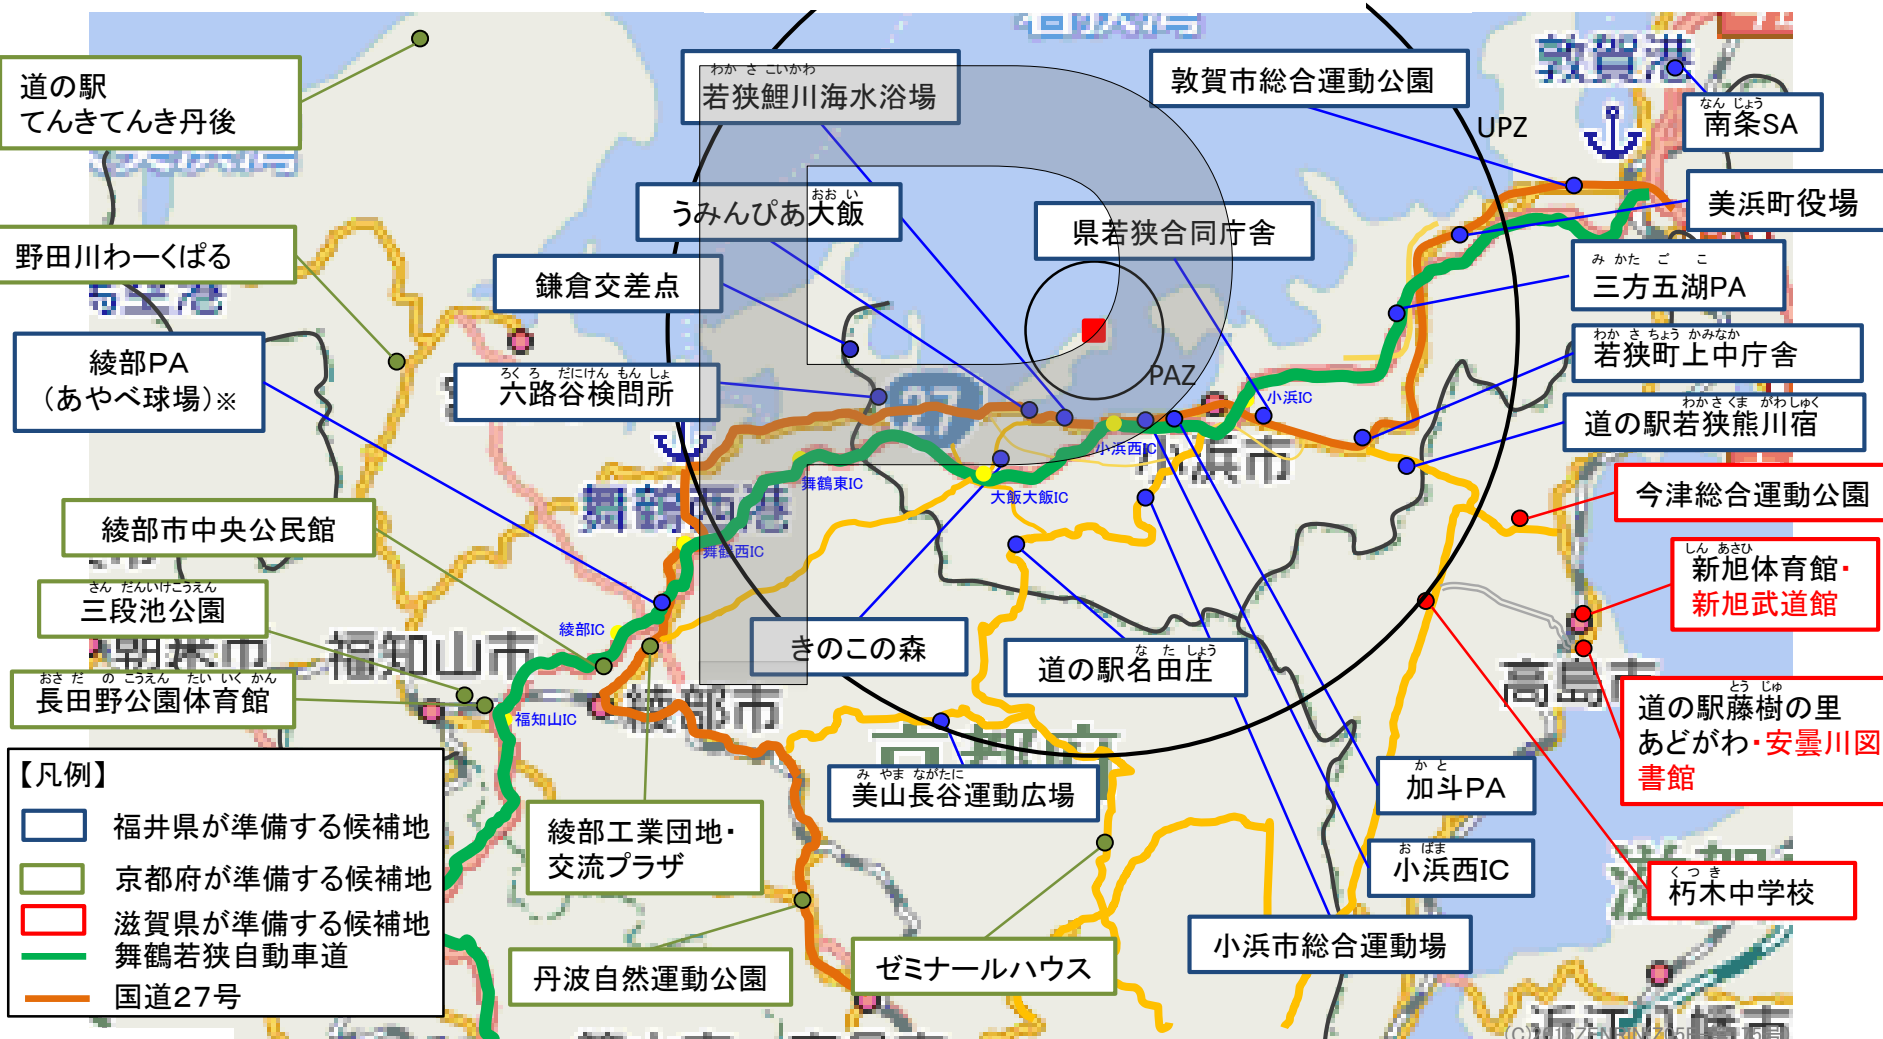 敦賀港
わかさこいかわ
若狭鯉川海水浴場
敦賀市総合運動公園
道の駅
てんきてんき丹後
UPZ
なんじょう
南条SA
おおい
うみんぴあ大飯
美浜町役場
県若狭合同庁舎
野田川わーくぱる
鎌倉交差点
みかたごこ
三方五湖PA
綾部PA
(あやべ球場)※
わかさちょうかみなか
若狭町上中庁舎
ろくろだにけんもんしょ
六路谷検問所
PAZ
小浜IC
わかさくまがわしゅく
道の駅若狭熊川宿
小浜西IC
小浜市
舞鶴東IC
大飯大飯IC
今津総合運動公園
舞鶴西港
舞鶴西IC
綾部市中央公民館
しんあさひ
新旭体育館・
新旭武道館
さんだんいけこうえん
三段池公園
綾部IC
福知山市
きのこの森
なたしょう
道の駅名田庄
高島市
おさだのこうえんたいいくかん
長田野公園体育館
福知山IC
綾部市
とうじゅ
道の駅藤樹の里
あどがわ・安曇川図
書館
京都府
みやまながたに
美山長谷運動広場
かと
加斗PA
【凡例】
福井県が準備する候補地
京都府が準備する候補地
滋賀県が準備する候補地
舞鶴若狭自動車道
国道27号
綾部工業団地・
交流プラザ
おばま
小浜西IC
くつき
朽木中学校
小浜市総合運動場
丹波自然運動公園
ゼミナールハウス
近江八幡市